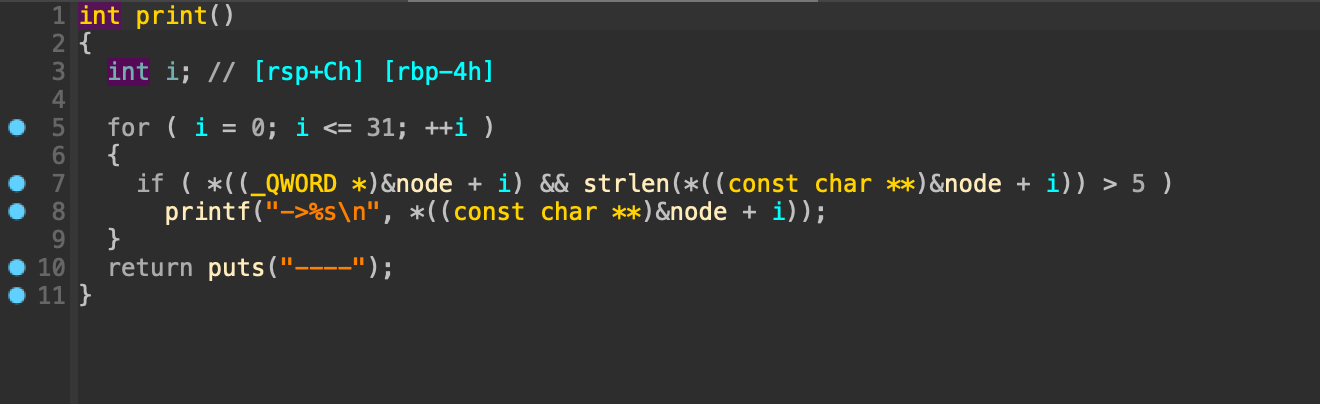 1 int print()
2 {
3   int i; // [rsp+Ch] [rbp-4h]
4
5   for ( i = 0; i <= 31; ++i )
6   {
7     if ( *((_QWORD *)&node + i) && strlen(*((const char **)&node + i)) > 5 )
8       printf("->%s\n", *((const char **)&node + i));
9   }
10   return puts("----");
11 }